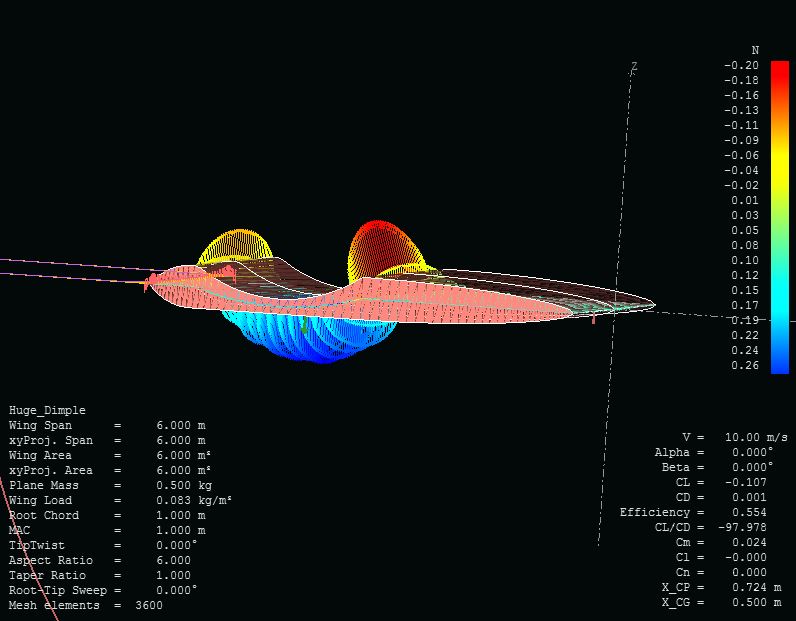 N
-0.20
-0.18
-0.16
-0.13
-0.11
-0.09
-0.06
-0.04
-0.02
0.01
0.03
0.05
0.08
0.10
0.12
0.15
0.17
0.19
0.22
0.24
0.26
Z
Huge_Dimple
Wing Span = 6.000 m
xyProj. Span = 6.000 m
Wing Area = 6.000 m²
xyProj. Area = 6.000 m²
Plane Mass = 0.500 kg
Wing Load = 0.083 kg/m²
Root Chord = 1.000 m
MAC = 1.000 m
TipTwist = 0.000°
Aspect Ratio = 6.000
Taper Ratio = 1.000
Root-Tip Sweep = 0.000°
Mesh elements = 3600
V = 10.00 m/s
Alpha = 0.000°
Beta = 0.000°
CL = -0.107
CD = 0.001
Efficiency = 0.554
CL/CD = -97.978
Cm = 0.024
Cl = -0.000
Cn = 0.000
X_CP = 0.724 m
X_CG = 0.500 m